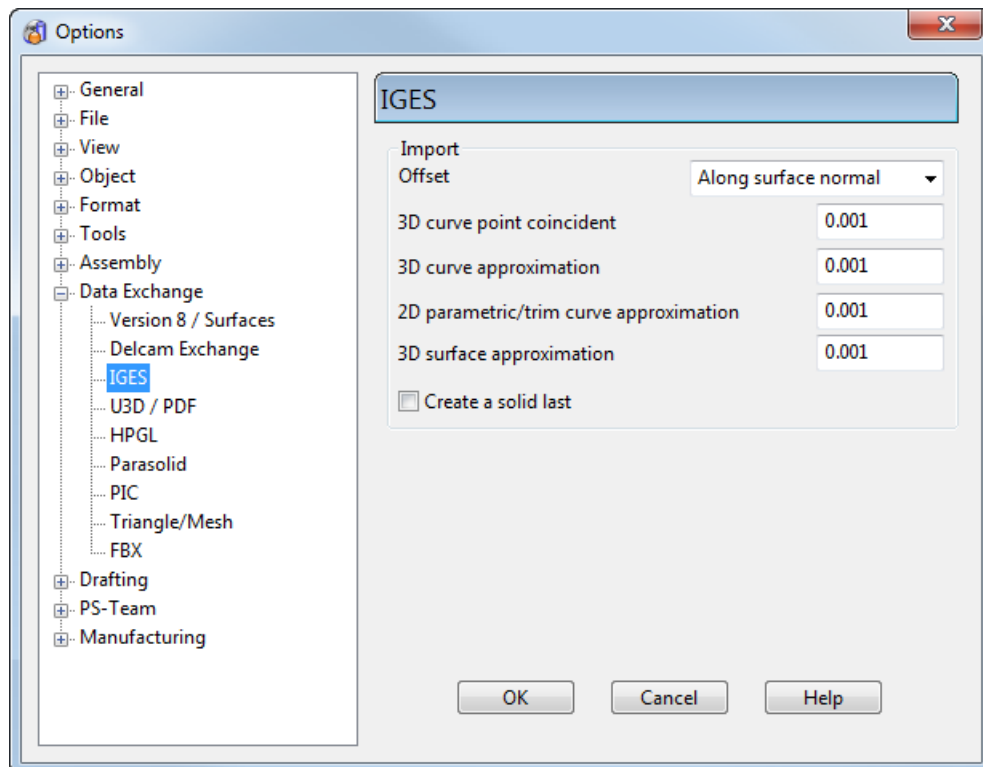 Options
x
General
File
View
Object
Format
Tools
Assembly
Data Exchange
Version 8 / Surfaces
Delcam Exchange
IGES
U3D / PDF
HPGL
Parasolid
PIC
Triangle/Mesh
FBX
Drafting
PS-Team
Manufacturing
IGES
Import
Offset Along surface normal
3D curve point coincident 0.001
3D curve approximation 0.001
2D parametric/trim curve approximation 0.001
3D surface approximation 0.001
Create a solid last
OK Cancel Help